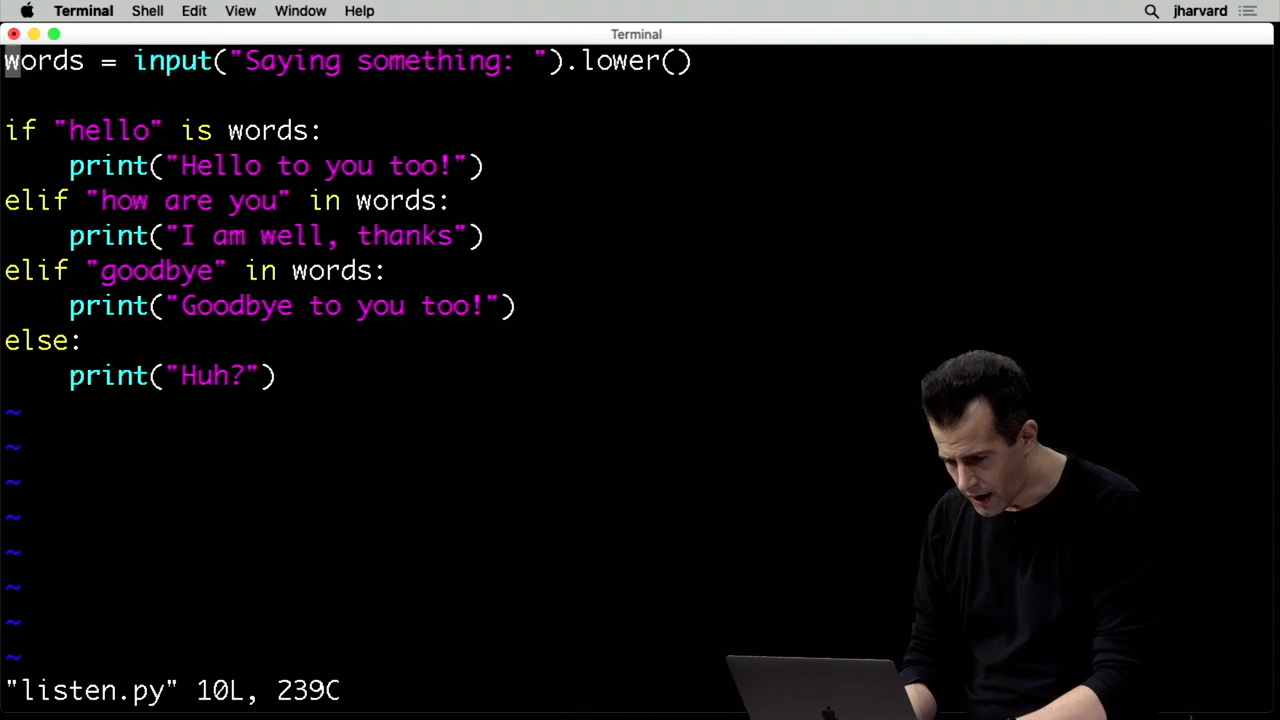 Terminal Shell Edit View Window Help jharvard
Terminal
words = input("Saying something: ").lower()
if "hello" is words:
print("Hello to you too!")
elif "how are you" in words:
print("I am well, thanks")
elif "goodbye" in words:
print("Goodbye to you too!")
else:
print("Huh?")
~
~
~
~
~
~
~
~
"listen.py" 10L, 239C